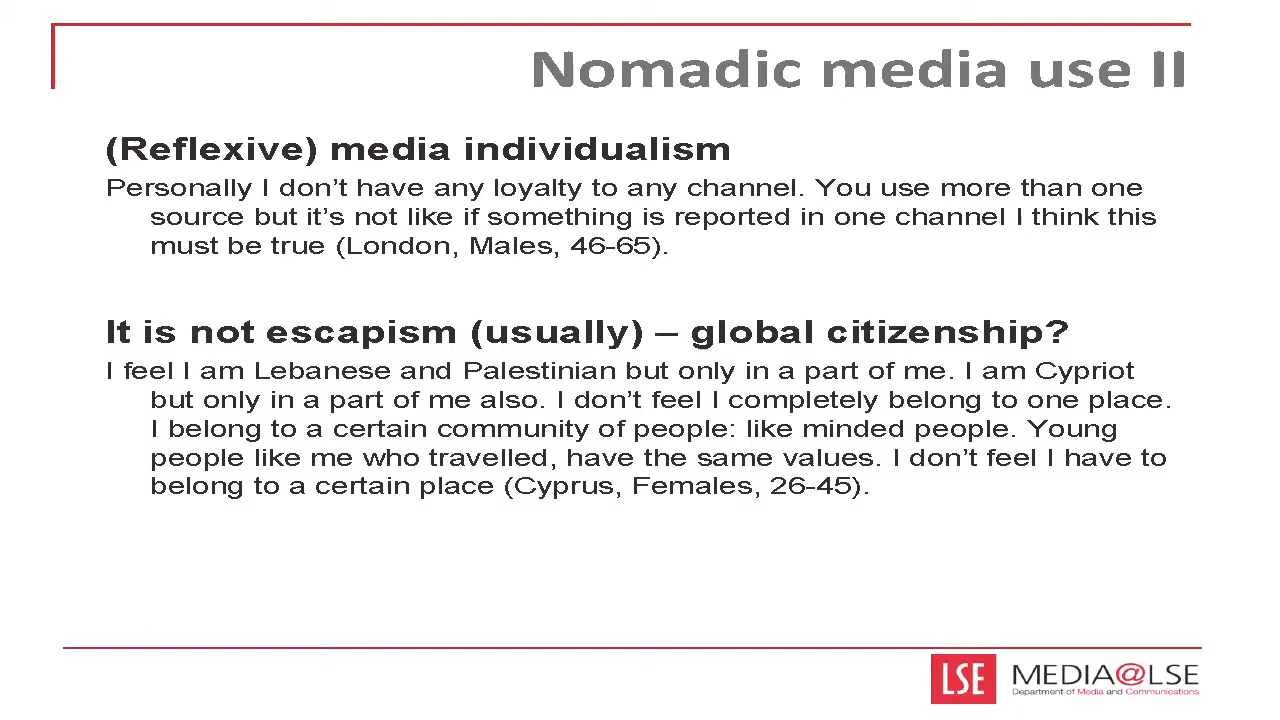 Nomadic media use II
(Reflexive) media individualism
Personally I don’t have any loyalty to any channel. You use more than one
source but it’s not like if something is reported in one channel I think this
must be true (London, Males, 46-65).
It is not escapism (usually) – global citizenship?
I feel I am Lebanese and Palestinian but only in a part of me. I am Cypriot
but only in a part of me also. I don’t feel I completely belong to one place.
I belong to a certain community of people: like minded people. Young
people like me who travelled, have the same values. I don’t feel I have to
belong to a certain place (Cyprus, Females, 26-45).
LSE MEDIA@LSE
Department of Media and Communications